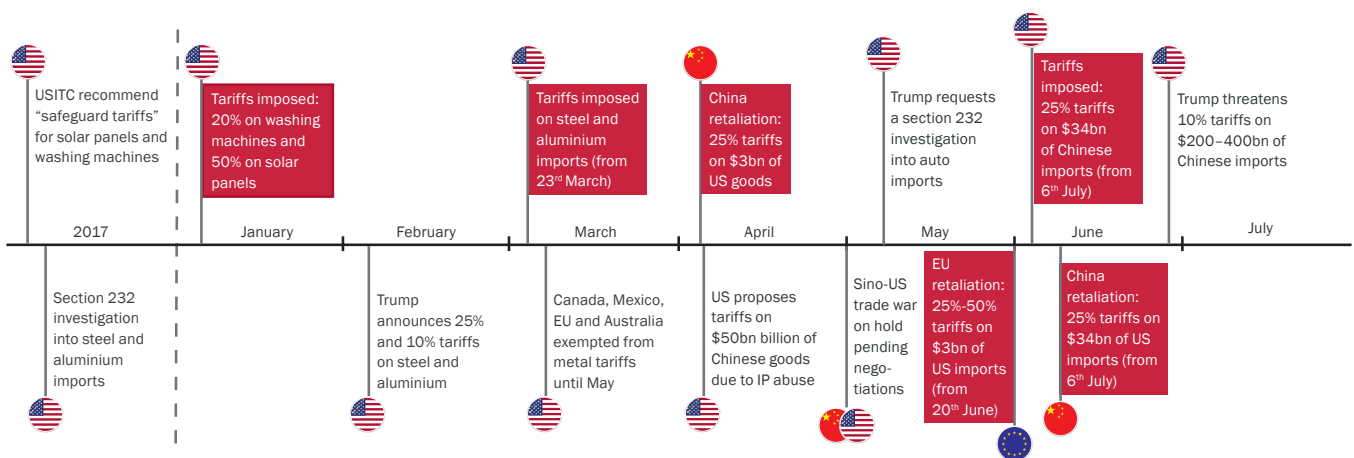 USITC recommend
“safeguard tariffs”
for solar panels and
washing machines
Tariffs imposed:
20% on washing
machines and
50% on solar
panels
Tariffs imposed
on steel and
aluminium
imports (from
23rd March)
China
retaliation:
25% tariffs
on $3bn of
US goods
Trump requests
a section 232
investigation
into auto
imports
Tariffs
imposed:
25% tariffs
on $34bn
of Chinese
imports (from
6th July)
Trump threatens
10% tariffs on
$200–400bn of
Chinese imports
2017
January
February
March
April
May
June
July
Section 232
investigation
into steel and
aluminium
imports
Trump
announces 25%
and 10% tariffs
on steel and
aluminium
Canada, Mexico,
EU and Australia
exempted from
metal tariffs
until May
US proposes
tariffs on
$50bn billion of
Chinese goods
due to IP abuse
Sino-US
trade war
on hold
pending
nego-
tiations
EU
retaliation:
25%-50%
tariffs on
$3bn of
US imports
(from
20th June)
China
retaliation:
25% tariffs on
$34bn of US
imports (from
6th July)